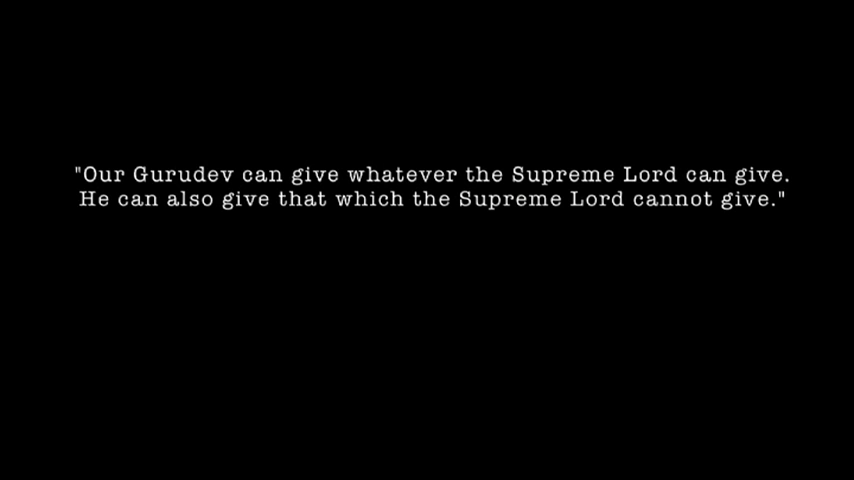 "Our Gurudev can give whatever the Supreme Lord can give.
He can also give that which the Supreme Lord cannot give."